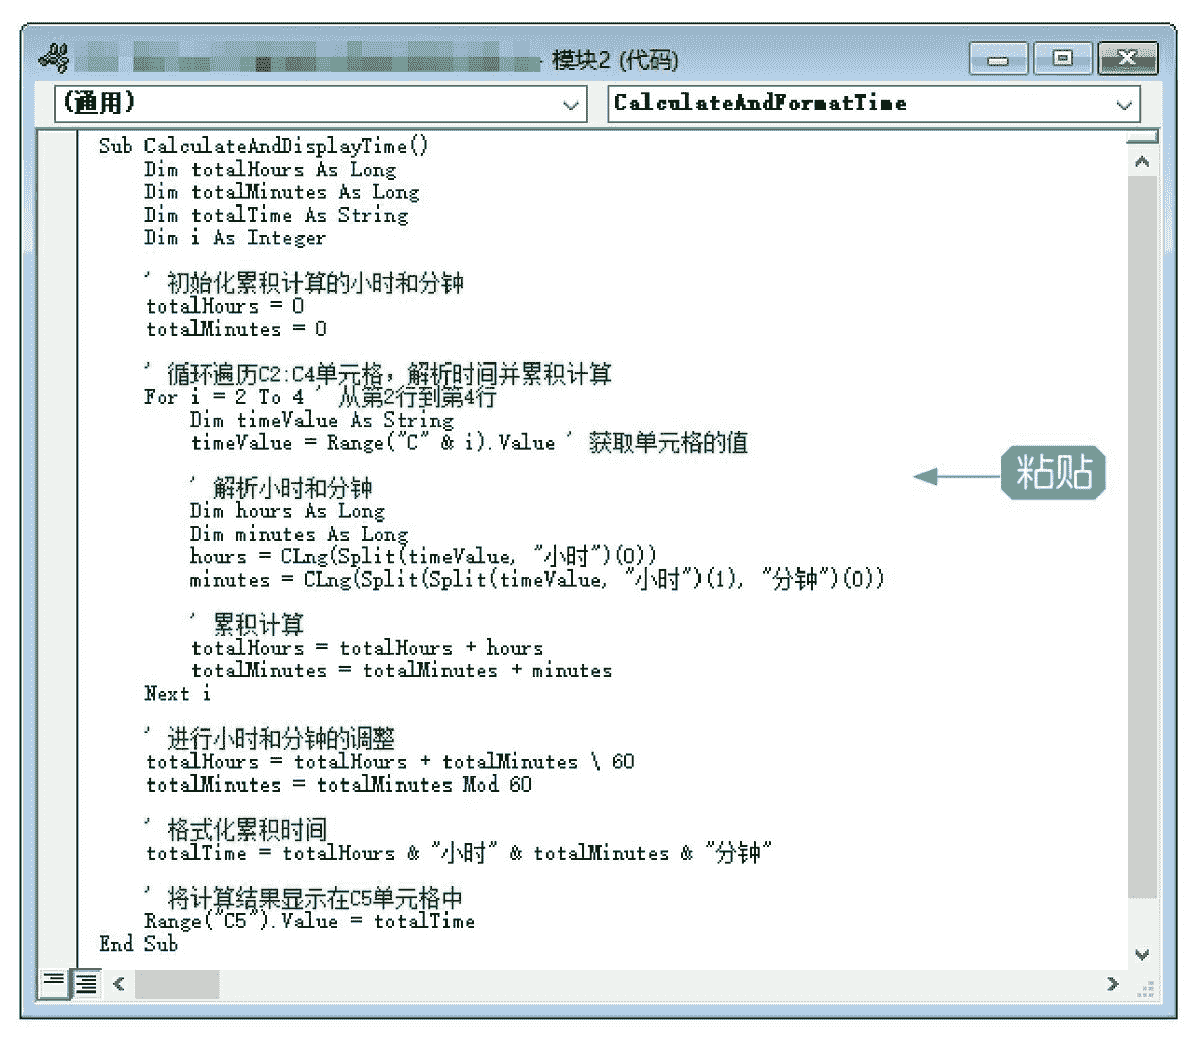 - 模块2 (代码)
(通用)
CalculateAndFormatTime
Sub CalculateAndDisplayTime()
    Dim totalHours As Long
    Dim totalMinutes As Long
    Dim totalTime As String
    Dim i As Integer

    ' 初始化累积计算的小时和分钟
    totalHours = 0
    totalMinutes = 0

    ' 循环遍历C2:C4单元格，解析时间并累积计算
    For i = 2 To 4 ' 从第2行到第4行
        Dim timeValue As String
        timeValue = Range("C" & i).Value ' 获取单元格的值

        ' 解析小时和分钟
        Dim hours As Long
        Dim minutes As Long
        hours = CLng(Split(timeValue, "小时")(0))
        minutes = CLng(Split(Split(timeValue, "小时")(1), "分钟")(0))

        ' 累积计算
        totalHours = totalHours + hours
        totalMinutes = totalMinutes + minutes
    Next i

    ' 进行小时和分钟的调整
    totalHours = totalHours + totalMinutes \ 60
    totalMinutes = totalMinutes Mod 60

    ' 格式化累积时间
    totalTime = totalHours & "小时" & totalMinutes & "分钟"

    ' 将计算结果显示在C5单元格中
    Range("C5").Value = totalTime
End Sub
粘贴